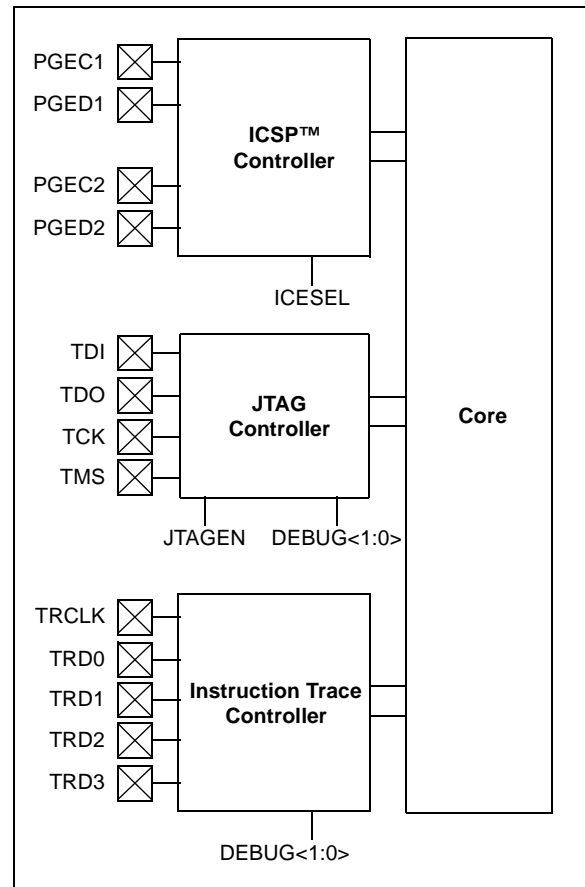 PGEC1
PGED1
ICSP™
Controller
PGEC2
PGED2
ICESEL
TDI
TDO
TCK
TMS
JTAG
Controller
Core
JTAGEN
DEBUG<1:0>
TRCLK
TRD0
TRD1
TRD2
TRD3
Instruction Trace
Controller
DEBUG<1:0>